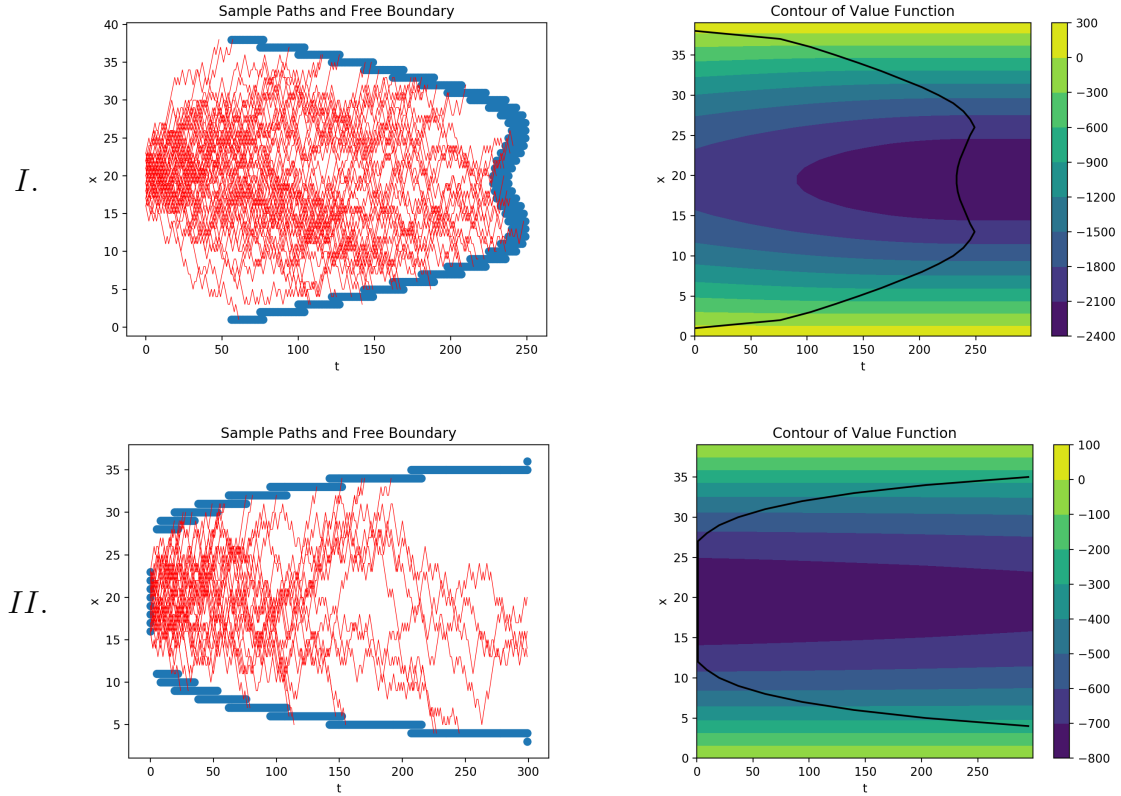 I.
Sample Paths and Free Boundary
40
35
30
25
20
15
10
5
0
x
0 50 100 150 200 250
t
Contour of Value Function
35
30
25
20
15
10
5
0
x
0 50 100 150 200 250
t
300
0
−300
−600
−900
−1200
−1500
−1800
−2100
−2400
II.
Sample Paths and Free Boundary
35
30
25
20
15
10
5
x
0 50 100 150 200 250 300
t
Contour of Value Function
35
30
25
20
15
10
5
0
x
0 50 100 150 200 250
t
100
0
−100
−200
−300
−400
−500
−600
−700
−800